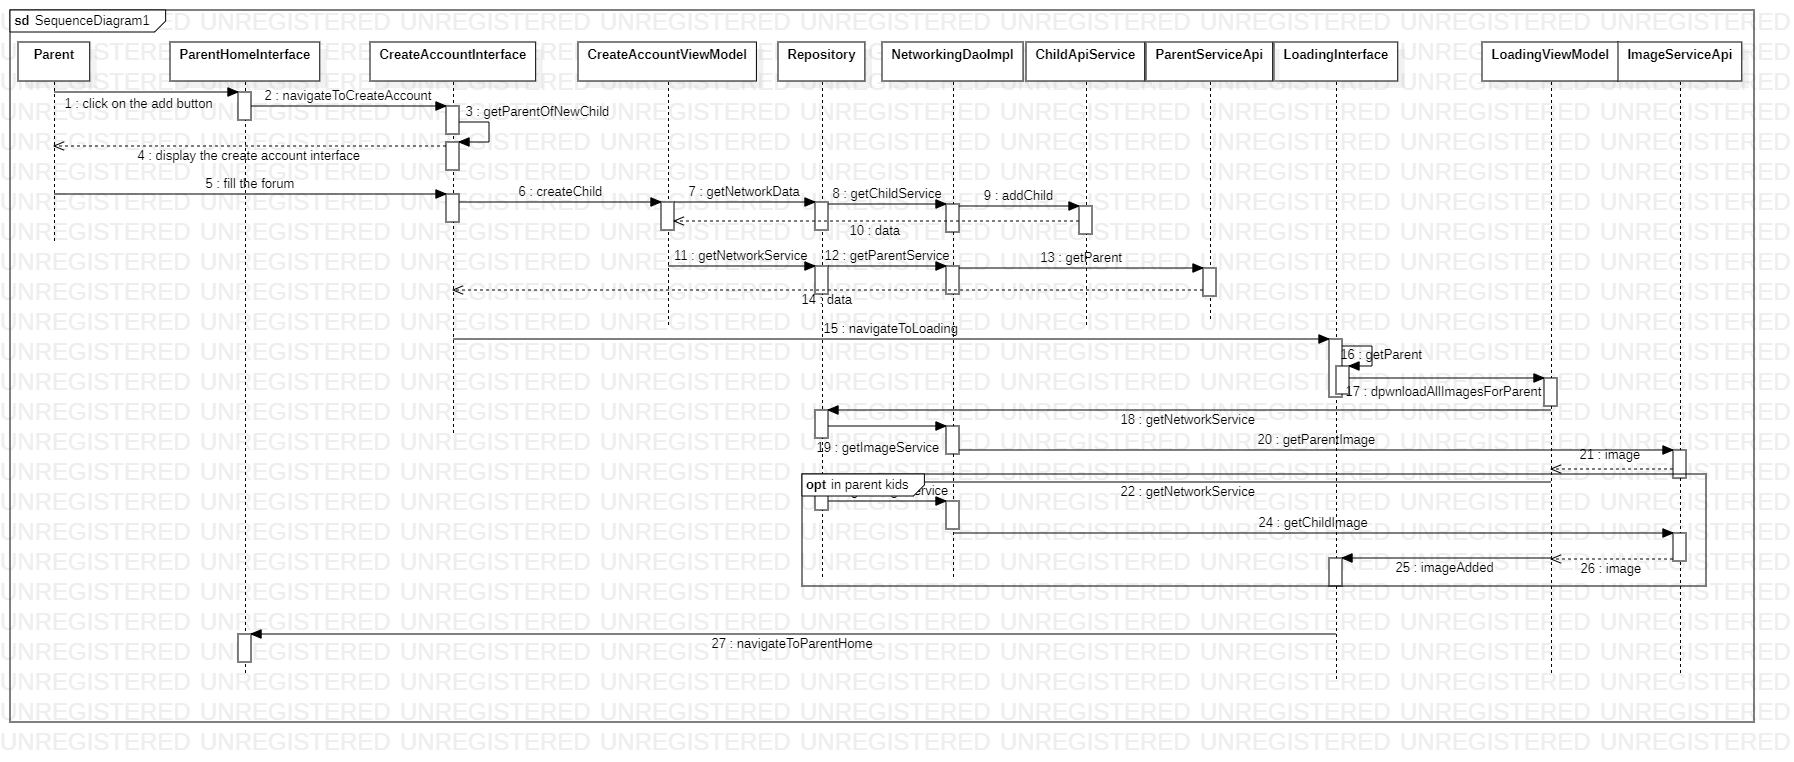 sd SequenceDiagram1
Parent
ParentHomeInterface
CreateAccountInterface
CreateAccountViewModel
Repository
NetworkingDaoImpl
ChildApiService
ParentServiceApi
LoadingInterface
LoadingViewModel
ImageServiceApi
1 : click on the add button
2 : navigateToCreateAccount
3 : getParentOfNewChild
4 : display the create account interface
5 : fill the forum
6 : createChild
7 : getNetworkData
8 : getChildService
9 : addChild
10 : data
11 : getNetworkService
12 : getParentService
13 : getParent
14 : data
15 : navigateToLoading
16 : getParent
17 : dpwnloadAllImagesForParent
18 : getNetworkService
19 : getImageService
20 : getParentImage
21 : image
opt in parent kids
22 : getNetworkService
24 : getChildImage
25 : imageAdded
26 : image
27 : navigateToParentHome
UNREGISTERED